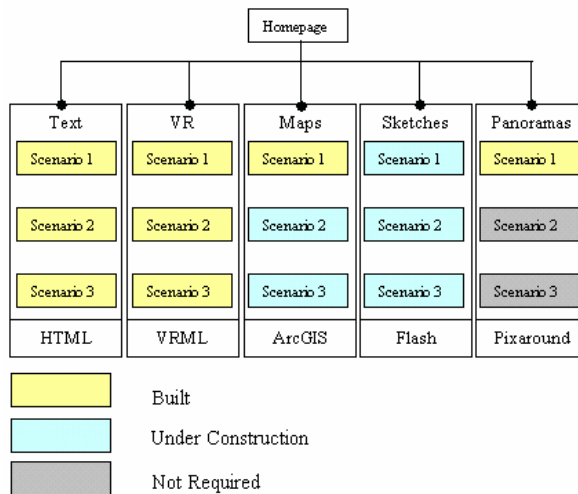 Homepage
Text VR Maps Sketches Panoramas
Scenario 1 Scenario 1 Scenario 1 Scenario 1 Scenario 1
Scenario 2 Scenario 2 Scenario 2 Scenario 2 Scenario 2
Scenario 3 Scenario 3 Scenario 3 Scenario 3 Scenario 3
HTML VRML ArcGIS Flash Pixaround
Built
Under Construction
Not Required